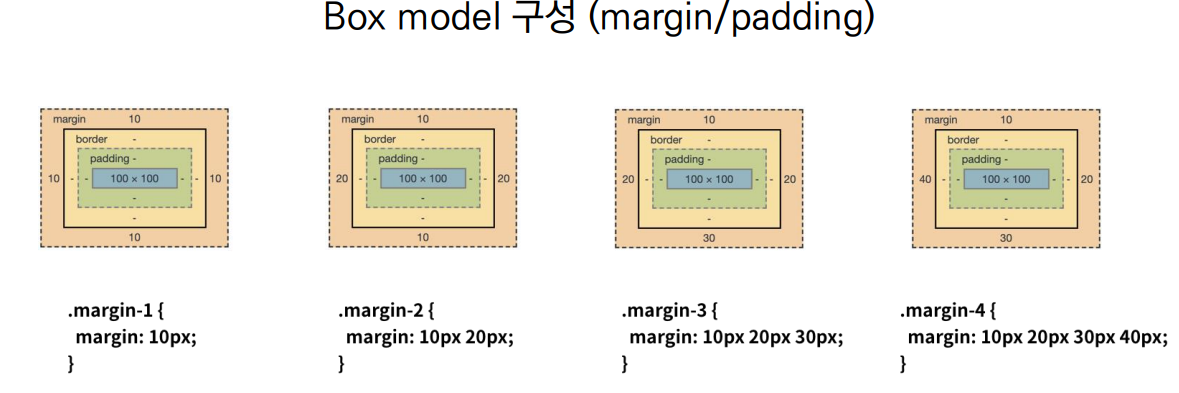 Box model 구성 (margin/padding)
margin 10
border -
padding -
10 - - 100 × 100 - - 10
-
-
10
margin 10
border -
padding -
20 - - 100 × 100 - - 20
-
-
10
margin 10
border -
padding -
20 - - 100 × 100 - - 20
-
-
30
margin 10
border -
padding -
40 - - 100 × 100 - - 20
-
-
30
.margin-1 {
margin: 10px;
}
.margin-2 {
margin: 10px 20px;
}
.margin-3 {
margin: 10px 20px 30px;
}
.margin-4 {
margin: 10px 20px 30px 40px;
}